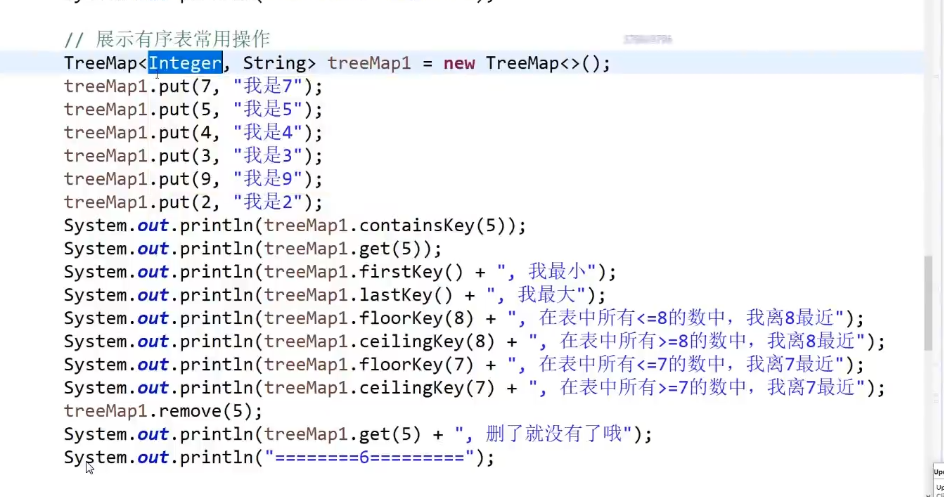 // 展示有序表常用操作
TreeMap<Integer, String> treeMap1 = new TreeMap<>();
treeMap1.put(7, "我是7");
treeMap1.put(5, "我是5");
treeMap1.put(4, "我是4");
treeMap1.put(3, "我是3");
treeMap1.put(9, "我是9");
treeMap1.put(2, "我是2");
System.out.println(treeMap1.containsKey(5));
System.out.println(treeMap1.get(5));
System.out.println(treeMap1.firstKey() + ", 我最小");
System.out.println(treeMap1.lastKey() + ", 我最大");
System.out.println(treeMap1.floorKey(8) + ", 在表中所有<=8的数中，我离8最近");
System.out.println(treeMap1.ceilingKey(8) + ", 在表中所有>=8的数中，我离8最近");
System.out.println(treeMap1.floorKey(7) + ", 在表中所有<=7的数中，我离7最近");
System.out.println(treeMap1.ceilingKey(7) + ", 在表中所有>=7的数中，我离7最近");
treeMap1.remove(5);
System.out.println(treeMap1.get(5) + ", 删了就没有了哦");
System.out.println("========6=========");